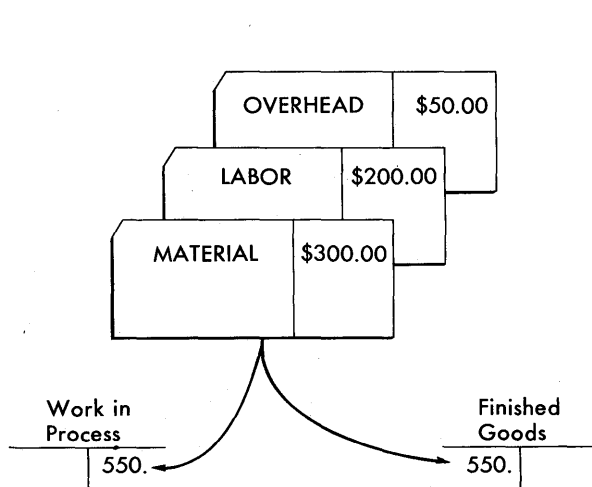 OVERHEAD $50.00
LABOR $200.00
MATERIAL $300.00
Work in
Process
550.
Finished
Goods
550.